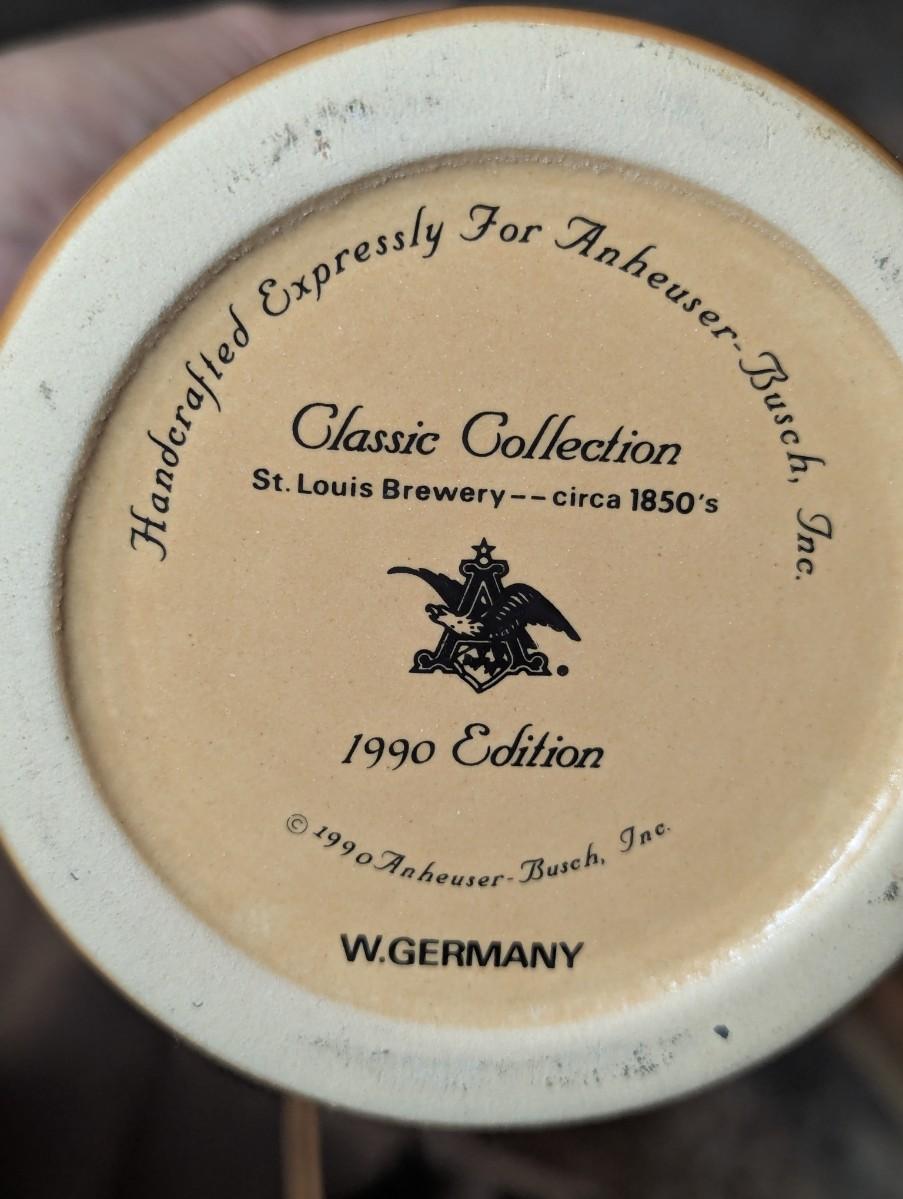 Handcrafted Expressly For Anheuser-Busch, Inc.
Classic Collection
St. Louis Brewery--circa 1850's
A
1990 Edition
© 1990 Anheuser-Busch, Inc.
W.GERMANY